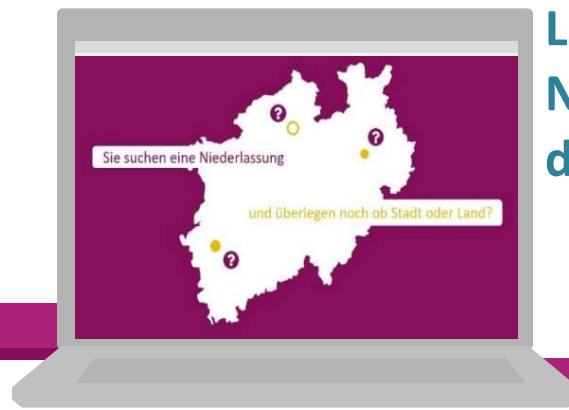 L
N
d
?
?
Sie suchen eine Niederlassung
und überlegen noch ob Stadt oder Land?
?